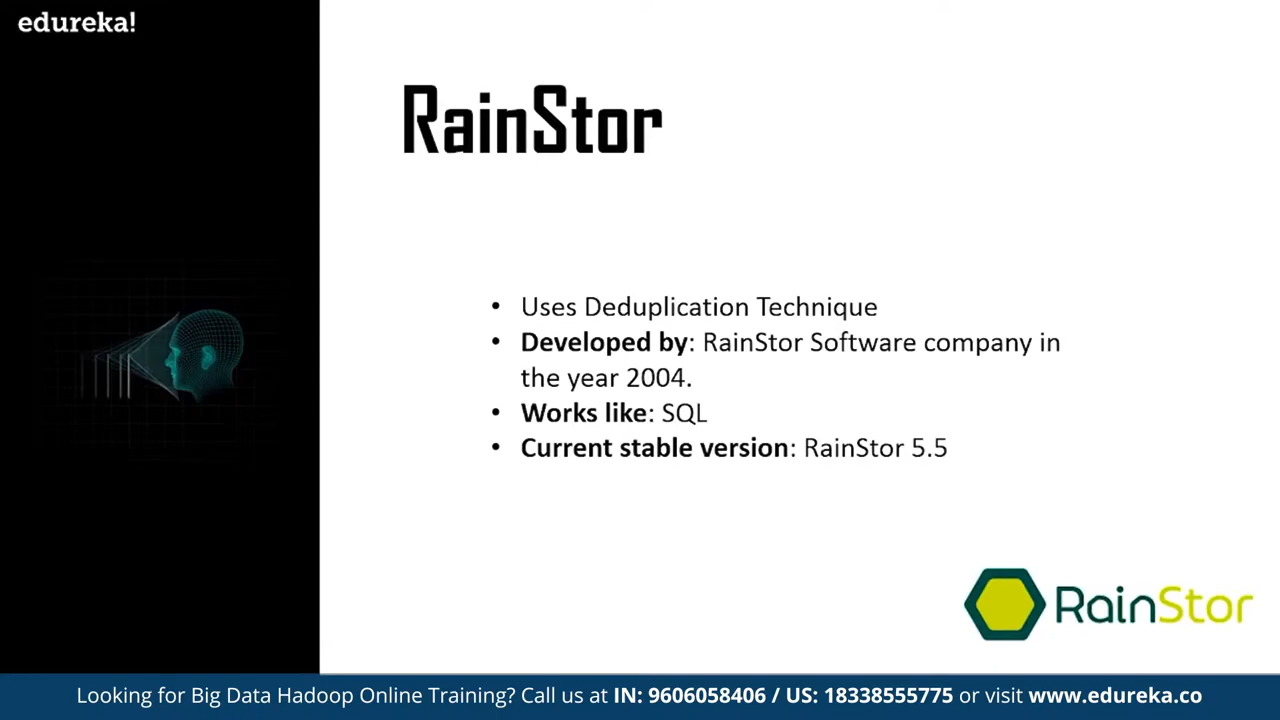 edureka!
RainStor
• Uses Deduplication Technique
• Developed by: RainStor Software company in
the year 2004.
• Works like: SQL
• Current stable version: RainStor 5.5
RainStor
Looking for Big Data Hadoop Online Training? Call us at IN: 9606058406 / US: 18338555775 or visit www.edureka.co